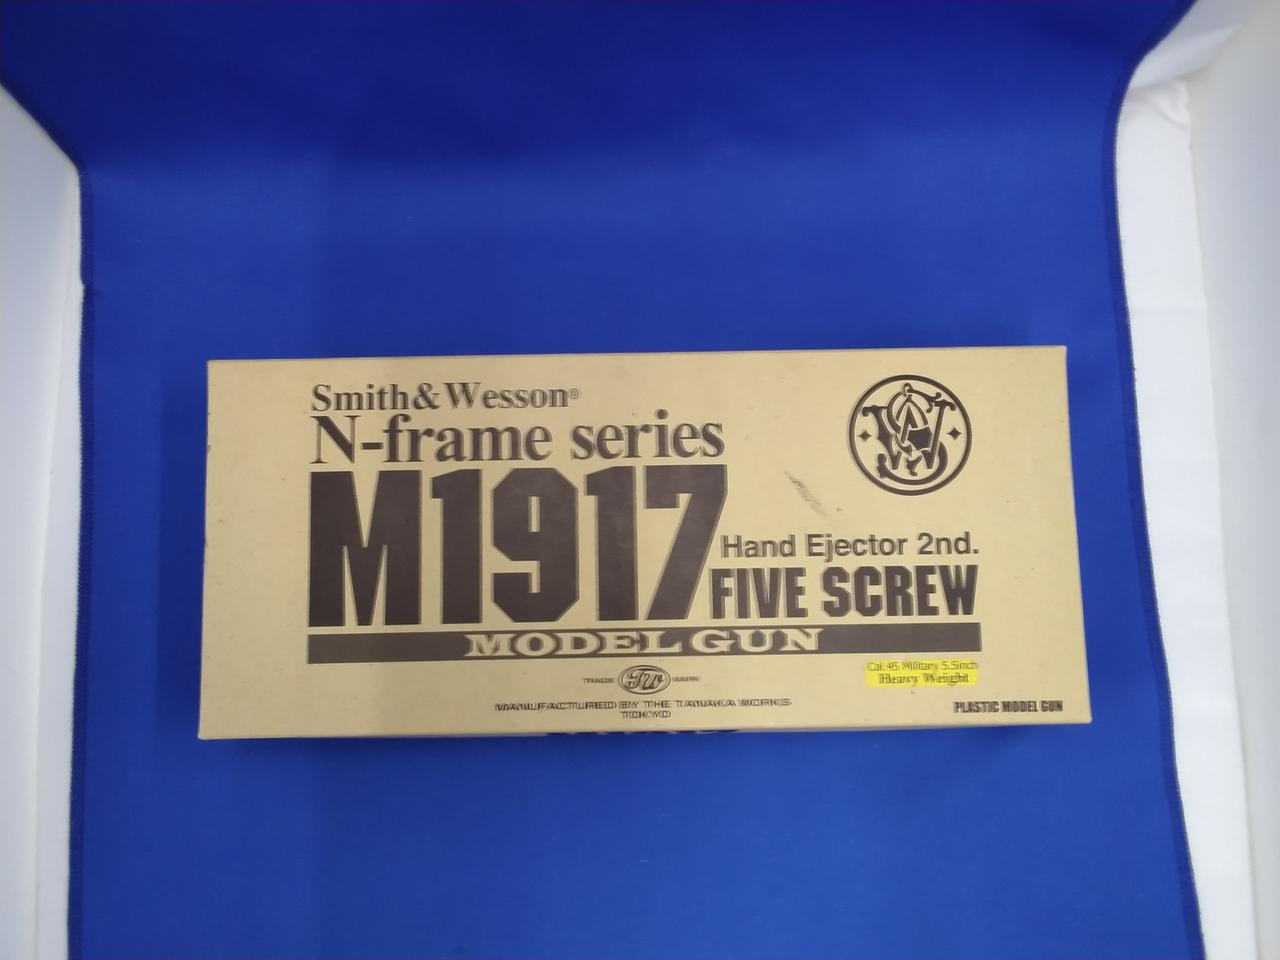 Smith&Wesson®
N-frame series
M1917
Hand Ejector 2nd.
FIVE SCREW
MODEL GUN
Cal.45 Military 5.5inch
Heavy Weight
TRADE TW MARK
MANUFACTURED BY THE TANAKA WORKS
TOKYO
PLASTIC MODEL GUN